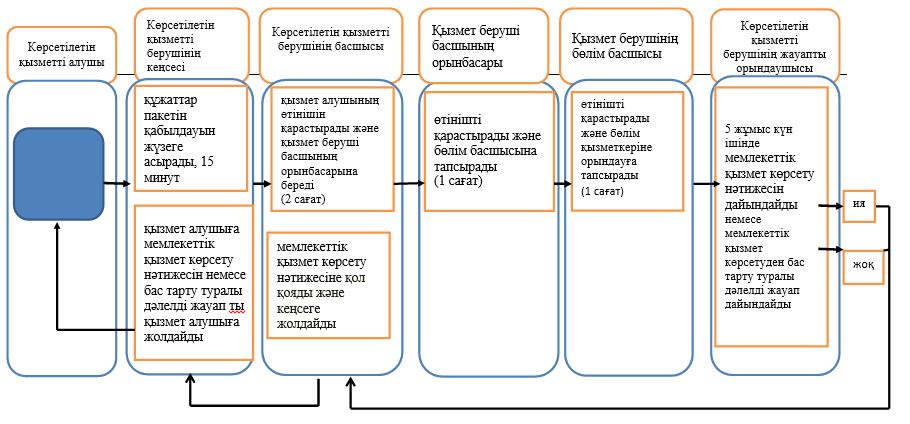 Көрсетілетін
қызметті алушы
Көрсетілетін
қызметті
берушінің
кеңсесі
Көрсетілетін қызметті
берушінің басшысы
Қызмет беруші
басшының
орынбасары
Қызмет берушінің
бөлім басшысы
Көрсетілетін
қызметті
берушінің жауапты
орындаушысы
құжаттар
пакетін
қабылдауын
жүзеге
асырады, 15
минут
қызмет алушыға
мемлекеттік
қызмет көрсету
нәтижесін немесе
бас тарту туралы
дәлелді жауап ты
қызмет алушыға
жолдайды
қызмет алушының
өтінішін
қарастырады және
қызмет беруші
басшының
орынбасарына
береді
(2 сағат)
мемлекеттік
қызмет көрсету
нәтижесіне қол
қояды және
кеңсеге
жолдайды
өтінішті
қарастырады және
бөлім басшысына
тапсырады
(1 сағат)
өтінішті
қарастырады
және бөлім
қызметкеріне
орындауға
тапсырады
(1 сағат)
5 жұмыс күн
ішінде
мемлекеттік
қызмет көрсету
нәтижесін
дайындайды
немесе
мемлекеттік
қызмет
көрсетуден бас
тарту туралы
дәлелді жауап
дайындайды
ия
жоқ